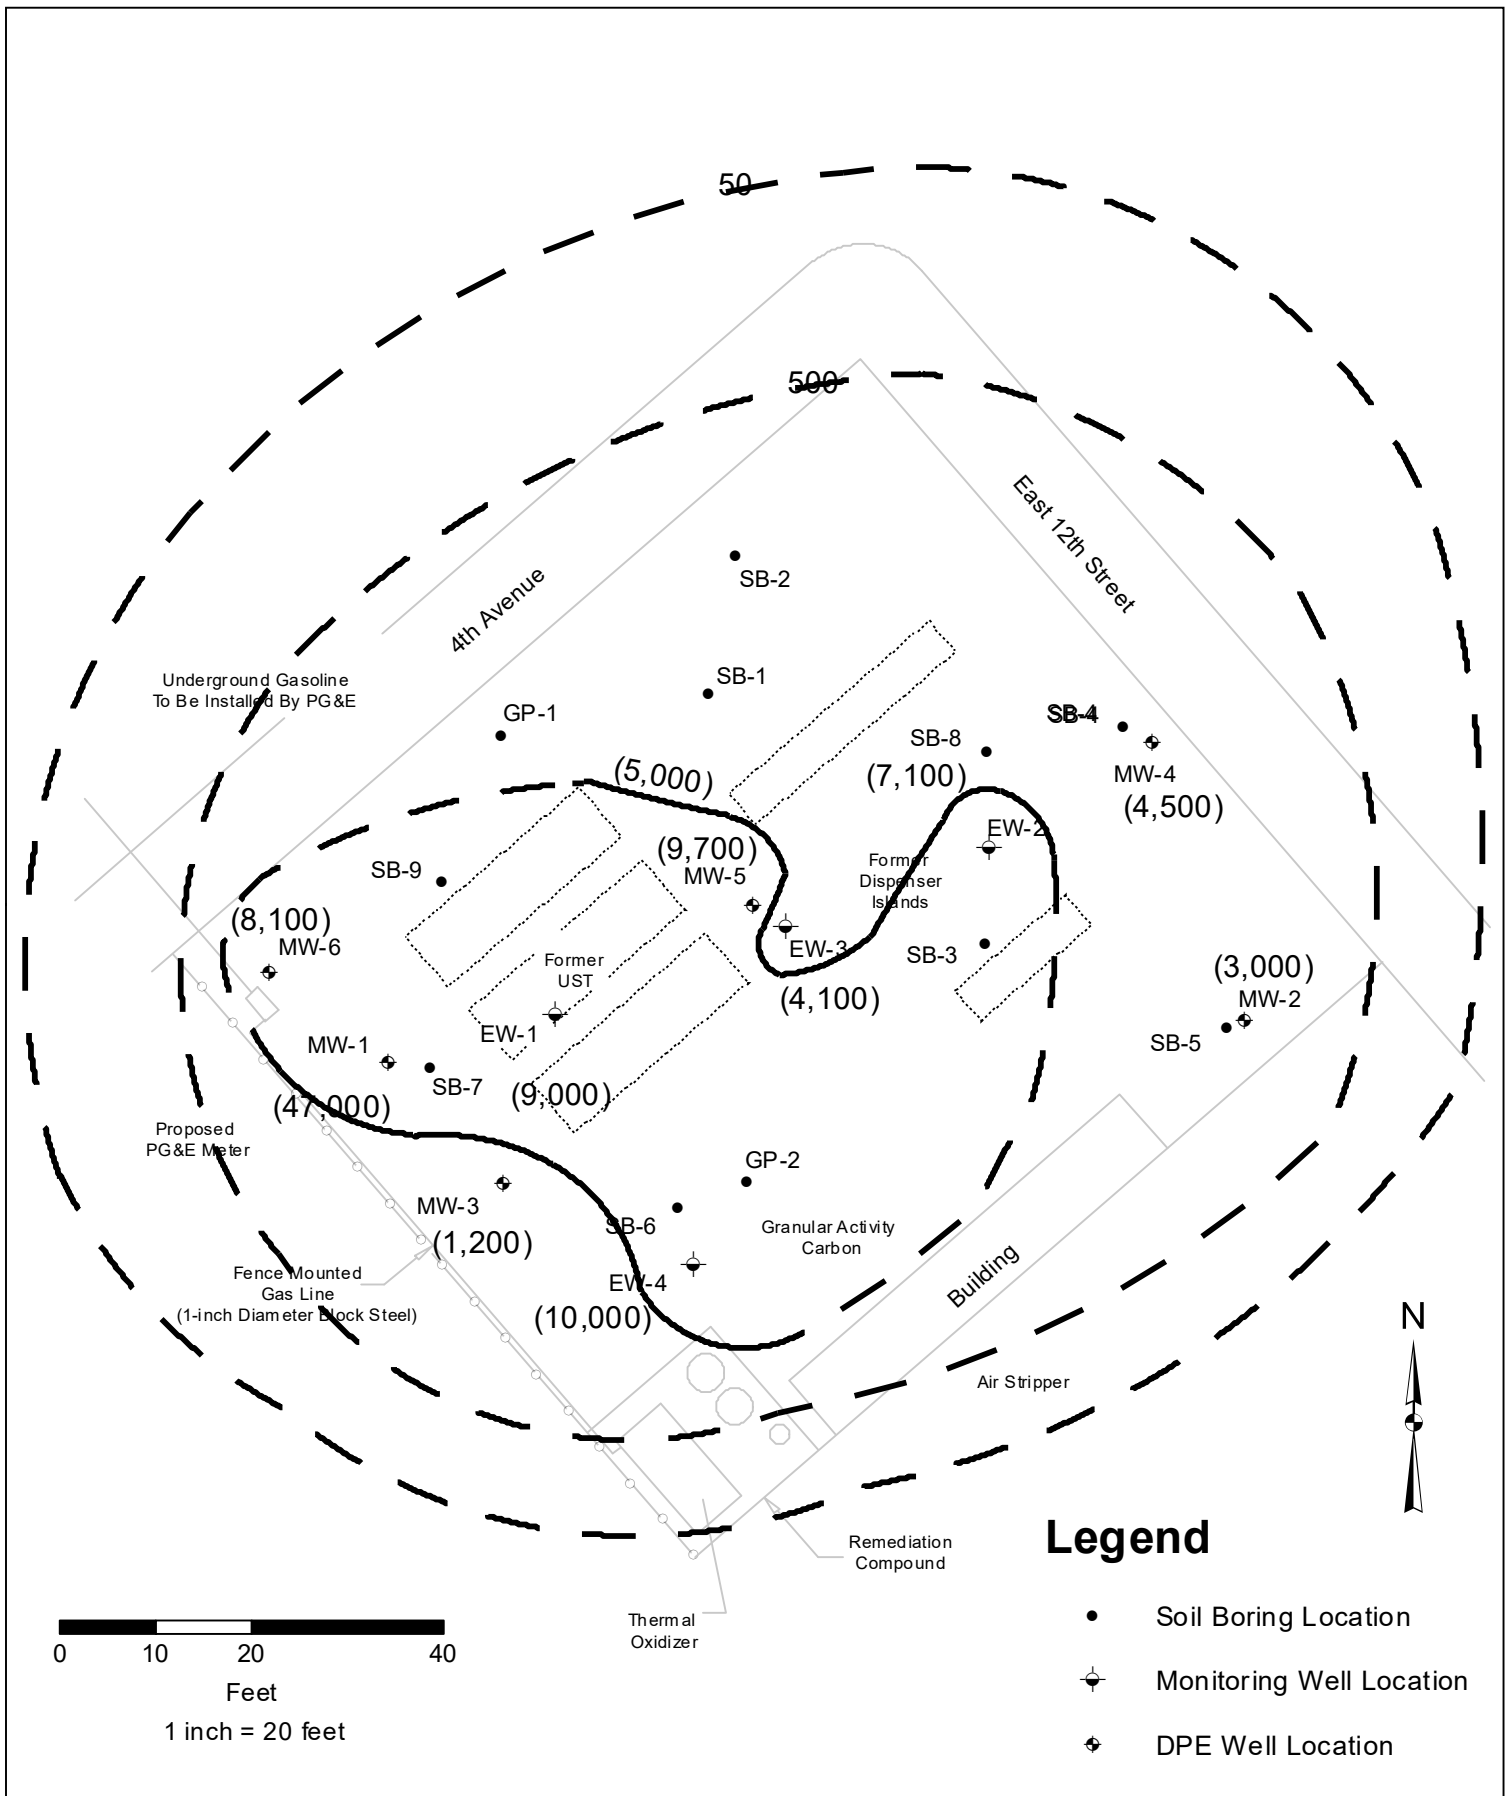 50
500
East 12th Street
4th Avenue
SB-2
Underground Gasoline
To Be Installed By PG&E
SB-1
GP-1
SB-4
SB-4
SB-8
(5,000)
(7,100)
MW-4
(4,500)
EW-2
(9,700)
MW-5
Former
Dispenser
Islands
SB-9
(8,100)
MW-6
EW-3
SB-3
Former
UST
(3,000)
MW-2
(4,100)
EW-1
MW-1
SB-5
SB-7
(9,000)
(47,000)
Proposed
PG&E Meter
GP-2
MW-3
SB-6
Granular Activity
Carbon
(1,200)
Fence Mounted
Gas Line
(1-inch Diameter Block Steel)
EW-4
(10,000)
Building
N
Air Stripper
Remediation
Compound
Thermal
Oxidizer
Legend
Soil Boring Location
Monitoring Well Location
DPE Well Location
0 10 20 40
Feet
1 inch = 20 feet